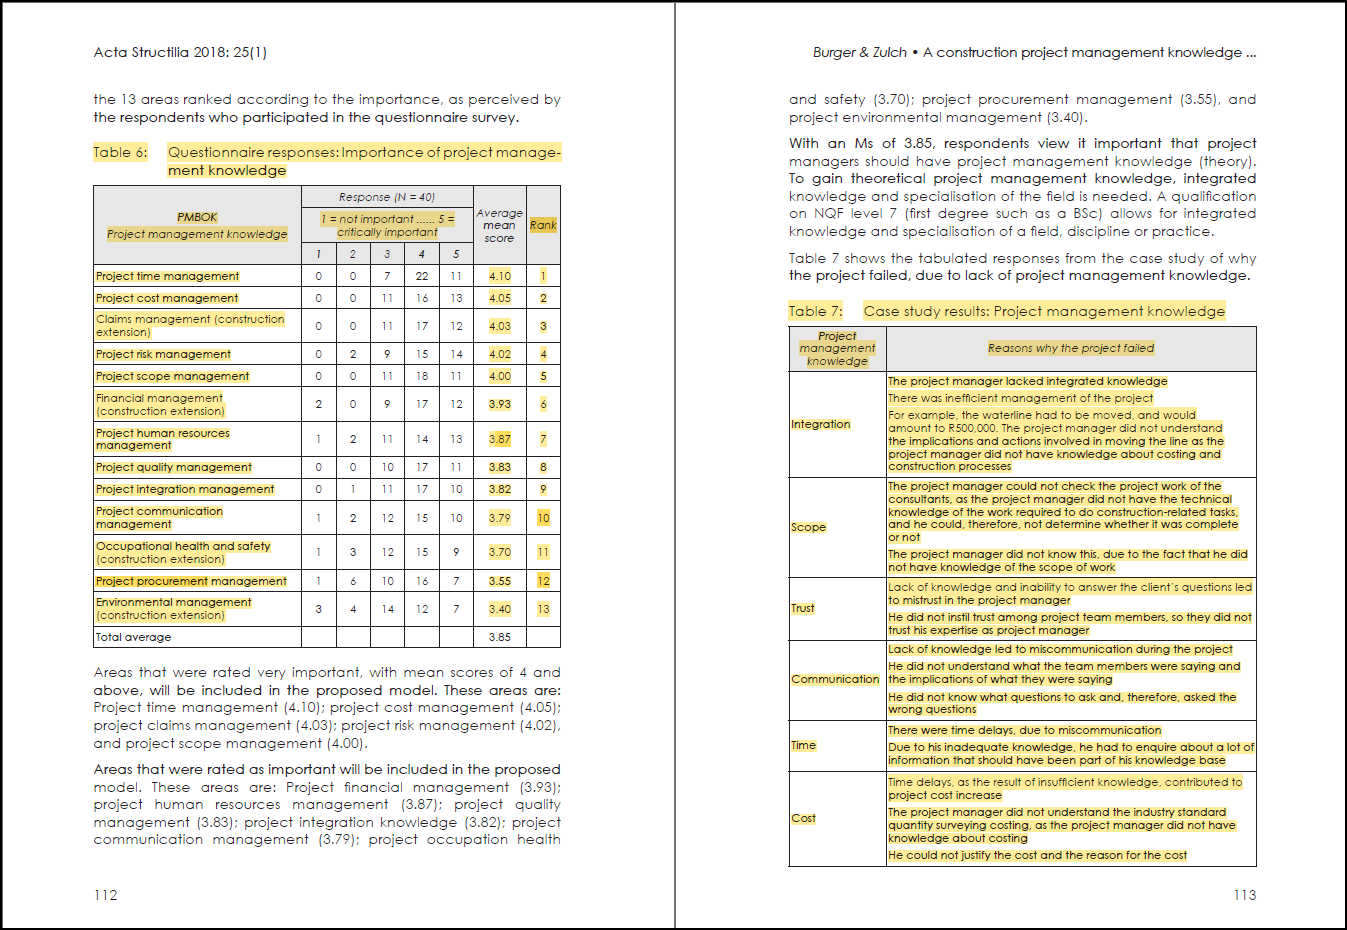 Acta Structilia 2018: 25(1)
the 13 areas ranked according to the importance, as perceived by
the respondents who participated in the questionnaire survey.
Table 6: Questionnaire responses: Importance of project manage-
ment knowledge
PMBOK
Project management knowledge
Response (N = 40)
1 = not important ...... 5 =
critically important
Average
mean
score
Rank
1 2 3 4 5
Project time management 0 0 7 22 11 4.10 1
Project cost management 0 0 11 16 13 4.05 2
Claims management (construction
extension) 0 0 11 17 12 4.03 3
Project risk management 0 2 9 15 14 4.02 4
Project scope management 0 0 11 18 11 4.00 5
Financial management
(construction extension) 2 0 9 17 12 3.93 6
Project human resources
management 1 2 11 14 13 3.87 7
Project quality management 0 0 10 17 11 3.83 8
Project integration management 0 1 11 17 10 3.82 9
Project communication
management 1 2 12 15 10 3.79 10
Occupational health and safety
(construction extension) 1 3 12 15 9 3.70 11
Project procurement management 1 6 10 16 7 3.55 12
Environmental management
(construction extension) 3 4 14 12 7 3.40 13
Total average 3.85
Areas that were rated very important, with mean scores of 4 and
above, will be included in the proposed model. These areas are:
Project time management (4.10); project cost management (4.05);
project claims management (4.03); project risk management (4.02),
and project scope management (4.00).
Areas that were rated as important will be included in the proposed
model. These areas are: Project financial management (3.93);
project human resources management (3.87); project quality
management (3.83); project integration knowledge (3.82); project
communication management (3.79); project occupation health
112
Burger & Zulch • A construction project management knowledge ...
and safety (3.70); project procurement management (3.55), and
project environmental management (3.40).
With an Ms of 3.85, respondents view it important that project
managers should have project management knowledge (theory).
To gain theoretical project management knowledge, integrated
knowledge and specialisation of the field is needed. A qualification
on NQF level 7 (first degree such as a BSc) allows for integrated
knowledge and specialisation of a field, discipline or practice.
Table 7 shows the tabulated responses from the case study of why
the project failed, due to lack of project management knowledge.
Table 7: Case study results: Project management knowledge
Project
management
knowledge
Reasons why the project failed
Integration
The project manager lacked integrated knowledge
There was inefficient management of the project
For example, the waterline had to be moved, and would
amount to R500,000. The project manager did not understand
the implications and actions involved in moving the line as the
project manager did not have knowledge about costing and
construction processes
Scope
The project manager could not check the project work of the
consultants, as the project manager did not have the technical
knowledge of the work required to do construction-related tasks,
and he could, therefore, not determine whether it was complete
or not
The project manager did not know this, due to the fact that he did
not have knowledge of the scope of work
Trust
Lack of knowledge and inability to answer the client's questions led
to mistrust in the project manager
He did not instil trust among project team members, so they did not
trust his expertise as project manager
Communication
Lack of knowledge led to miscommunication during the project
He did not understand what the team members were saying and
the implications of what they were saying
He did not know what questions to ask and, therefore, asked the
wrong questions
Time
There were time delays, due to miscommunication
Due to his inadequate knowledge, he had to enquire about a lot of
information that should have been part of his knowledge base
Cost
Time delays, as the result of insufficient knowledge, contributed to
project cost increase
The project manager did not understand the industry standard
quantity surveying costing, as the project manager did not have
knowledge about costing
He could not justify the cost and the reason for the cost
113